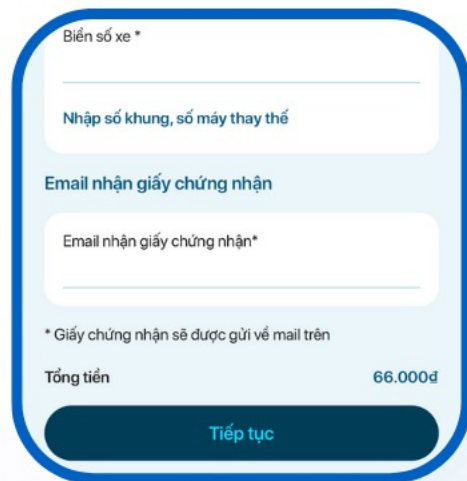 Biển số xe *
Nhập số khung, số máy thay thế
Email nhận giấy chứng nhận
Email nhận giấy chứng nhận*
* Giấy chứng nhận sẽ được gửi về mail trên
Tổng tiền 66.000đ
Tiếp tục